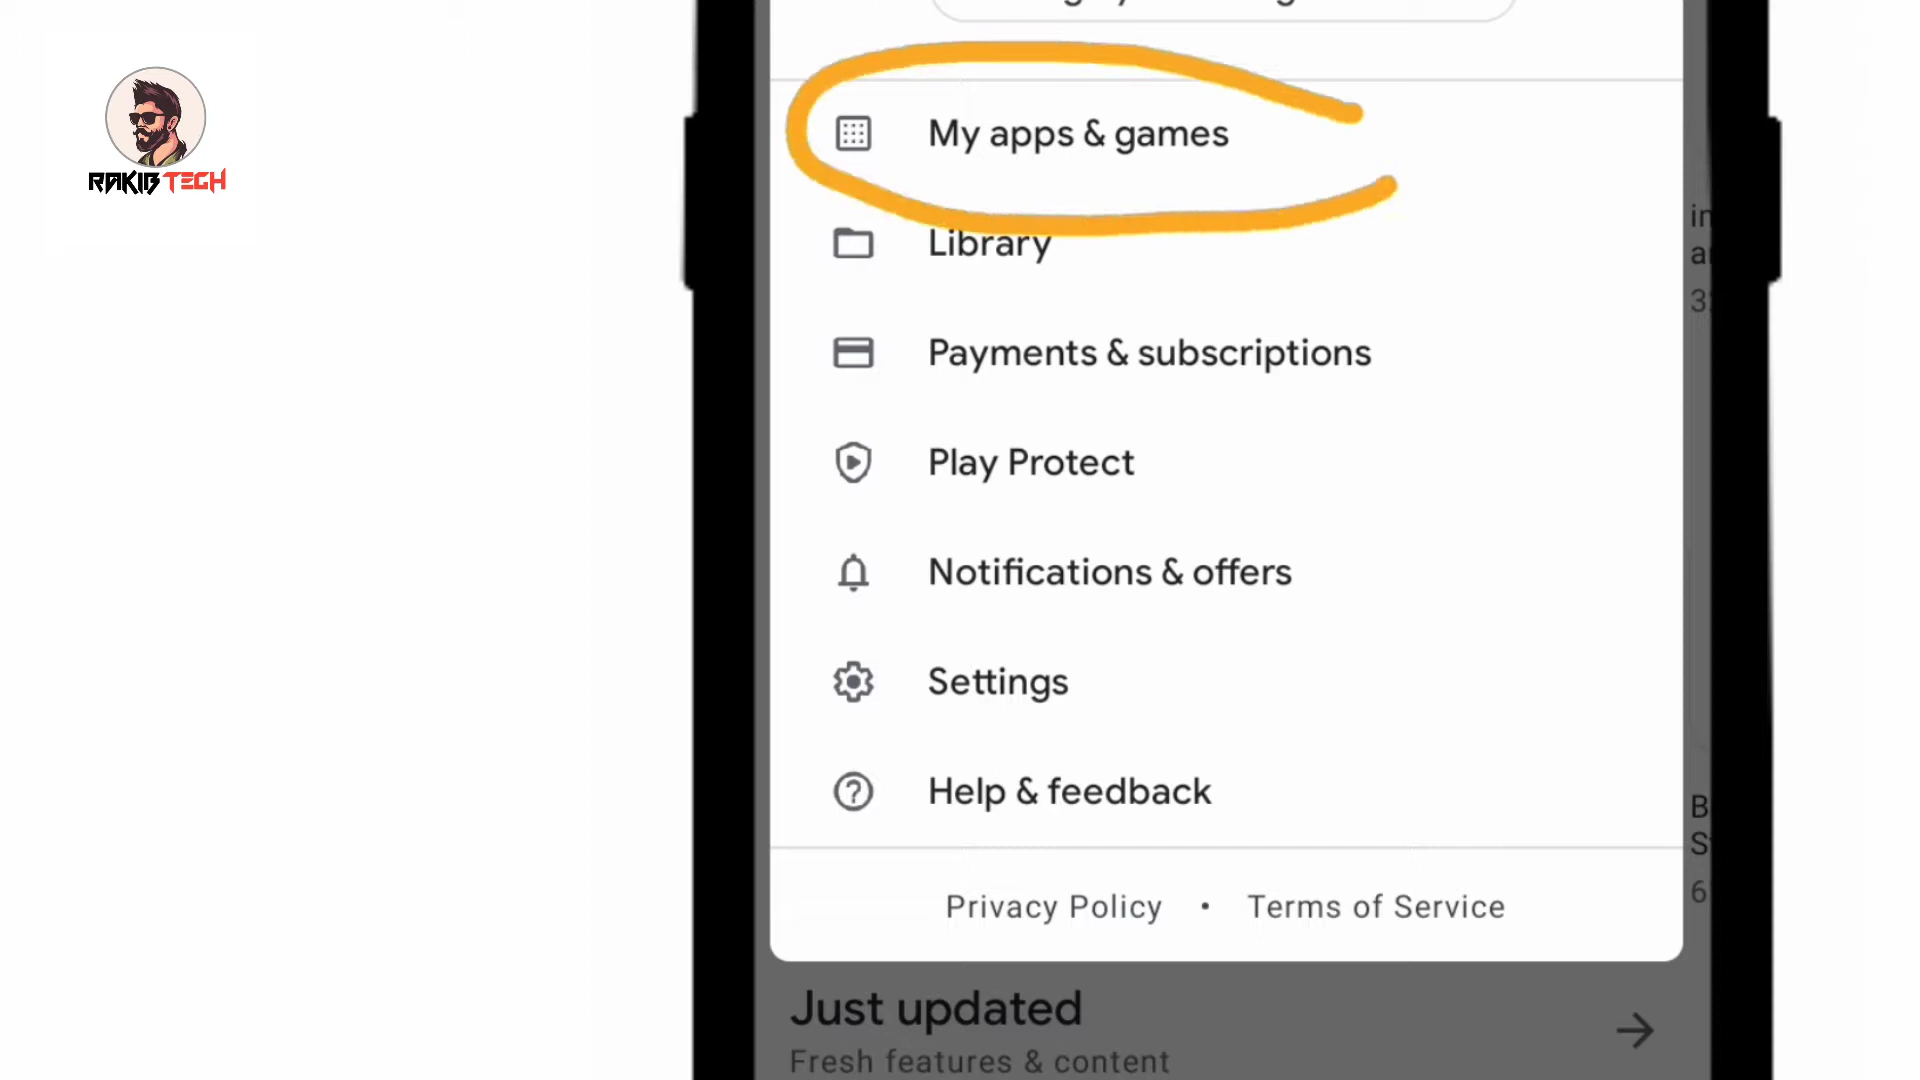 RAKIB TECH
My apps & games
Library
Payments & subscriptions
Play Protect
Notifications & offers
Settings
Help & feedback
Privacy Policy • Terms of Service
Just updated
Fresh features & content